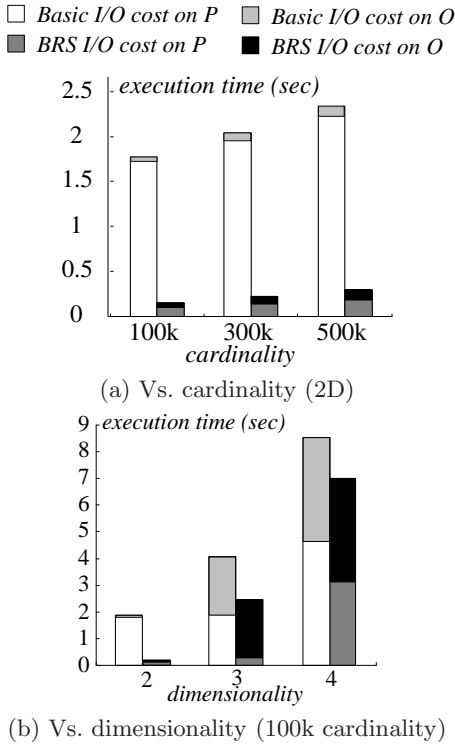 Basic I/O cost on P Basic I/O cost on O
BRS I/O cost on P BRS I/O cost on O
execution time (sec)
2.5
2
1.5
1
0.5
0
100k 300k 500k
cardinality
(a) Vs. cardinality (2D)
execution time (sec)
9
8
7
6
5
4
3
2
1
0
2 3 4
dimensionality
(b) Vs. dimensionality (100k cardinality)